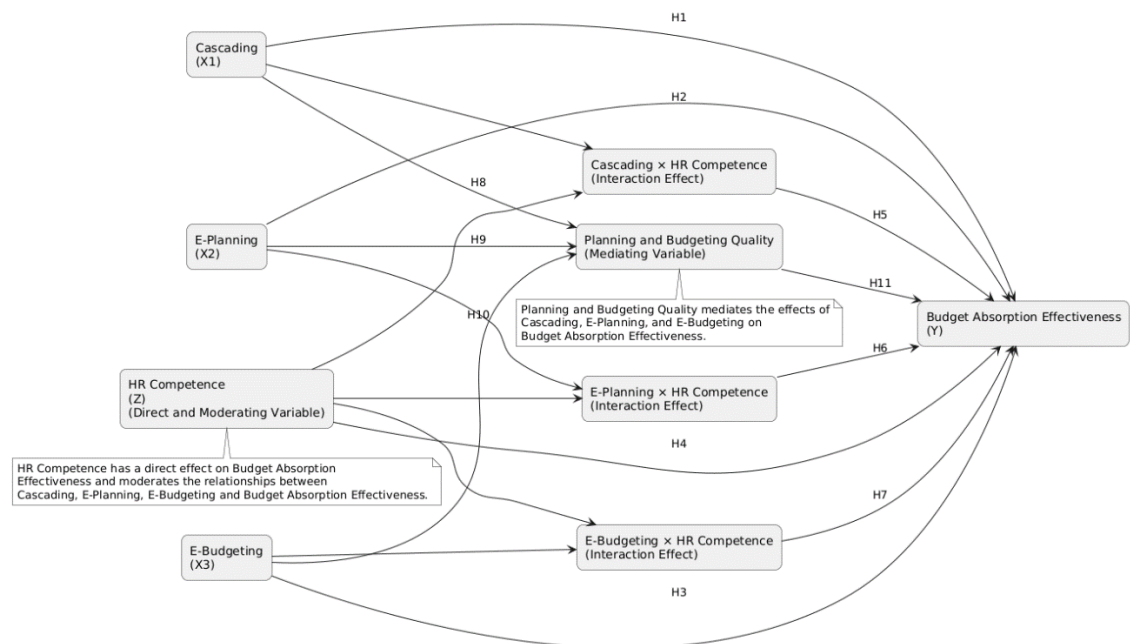 H1
Cascading
(X1)
H2
Cascading × HR Competence
(Interaction Effect)
H8
H5
E-Planning
(X2)
H9
Planning and Budgeting Quality
(Mediating Variable)
H11
Planning and Budgeting Quality mediates the effects of
Cascading, E-Planning, and E-Budgeting on
Budget Absorption Effectiveness.
Budget Absorption Effectiveness
(Y)
H10
H6
HR Competence
(Z)
(Direct and Moderating Variable)
E-Planning × HR Competence
(Interaction Effect)
H4
HR Competence has a direct effect on Budget Absorption
Effectiveness and moderates the relationships between
Cascading, E-Planning, E-Budgeting and Budget Absorption Effectiveness.
H7
E-Budgeting
(X3)
E-Budgeting × HR Competence
(Interaction Effect)
H3